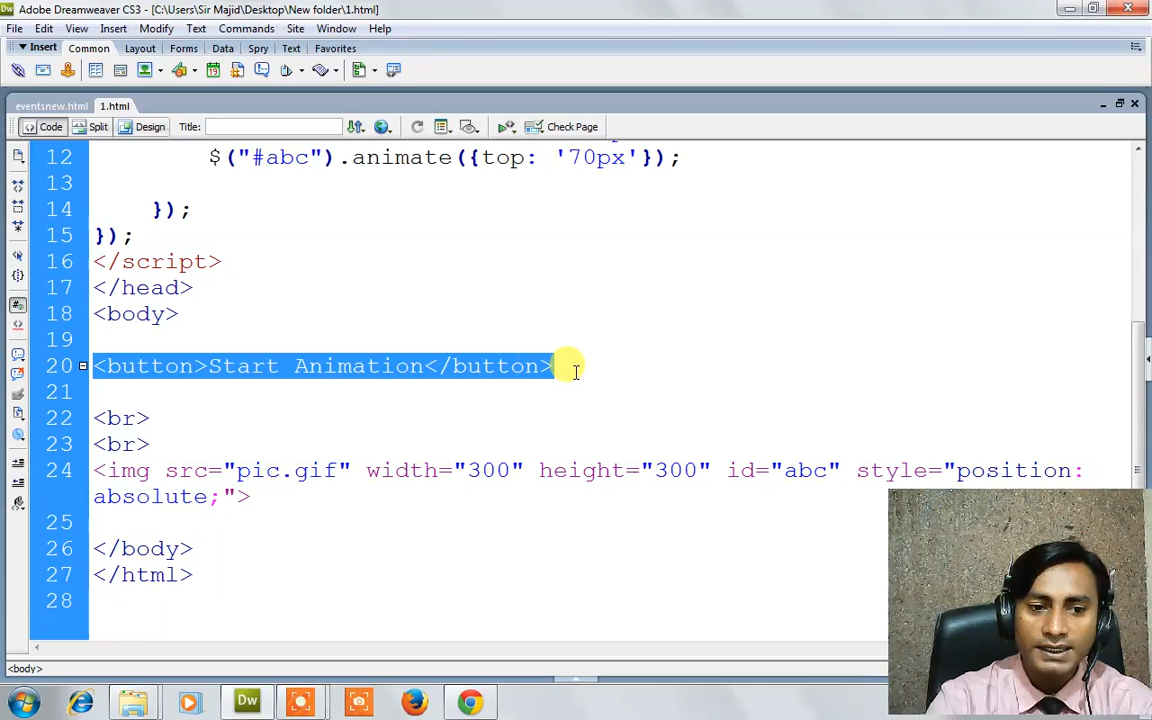 Adobe Dreamweaver CS3 - [C:\Users\Sir Majid\Desktop\New folder\1.html]
File Edit View Insert Modify Text Commands Site Window Help
Insert Common Layout Forms Data Spry Text Favorites
eventsnew.html 1.html
Code Split Design Title: Check Page
12 $("#abc").animate({top: '70px'});
13
14 });
15 });
16 </script>
17 </head>
18 <body>
19
20 <button>Start Animation</button>
21
22 <br>
23 <br>
24 <img src="pic.gif" width="300" height="300" id="abc" style="position:
absolute;">
25
26 </body>
27 </html>
28
<body>
Dw